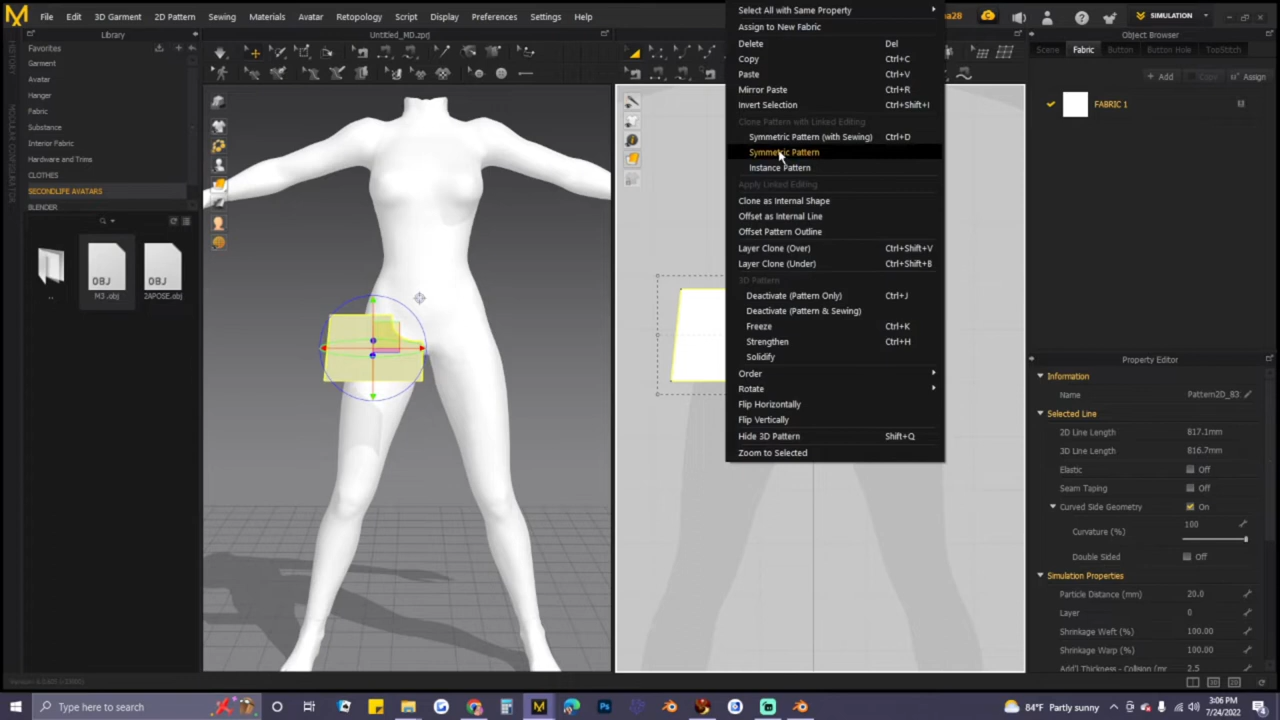 File Edit 3D Garment 2D Pattern Sewing Materials Avatar Retopology Script Display Preferences Settings Help
SIMULATION
Library
Untitled_MD.zprj
Object Browser
Favorites
Garment
Avatar
Hanger
Fabric
Substance
Interior Fabric
Hardware and Trims
CLOTHES
SECONDLIFE AVATARS
BLENDER
HISTORY
MODULAR CONFIGURATOR
..
OBJ
M3 .obj
OBJ
2APOSE.obj
Select All with Same Property
Assign to New Fabric
Delete Del
Copy Ctrl+C
Paste Ctrl+V
Mirror Paste Ctrl+R
Invert Selection Ctrl+Shift+I
Clone Pattern with Linked Editing
Symmetric Pattern (with Sewing) Ctrl+D
Symmetric Pattern
Instance Pattern
Apply Linked Editing
Clone as Internal Shape
Offset as Internal Line
Offset Pattern Outline
Layer Clone (Over) Ctrl+Shift+V
Layer Clone (Under) Ctrl+Shift+B
3D Pattern
Deactivate (Pattern Only) Ctrl+J
Deactivate (Pattern & Sewing)
Freeze Ctrl+K
Strengthen Ctrl+H
Solidify
Order
Rotate
Flip Horizontally
Flip Vertically
Hide 3D Pattern Shift+Q
Zoom to Selected
Scene Fabric Button Button Hole TopStitch
+ Add Copy Assign
FABRIC 1
Property Editor
Information
Name Pattern2D_83
Selected Line
2D Line Length 817.1mm
3D Line Length 816.7mm
Elastic Off
Seam Taping Off
Curved Side Geometry On
Curvature (%) 100
Double Sided Off
Simulation Properties
Particle Distance (mm) 20.0
Layer 0
Shrinkage Weft (%) 100.00
Shrinkage Warp (%) 100.00
Add'l Thickness - Collision (mm 2.5
3D 2D
Type here to search
84°F Partly sunny
3:06 PM
7/24/2022